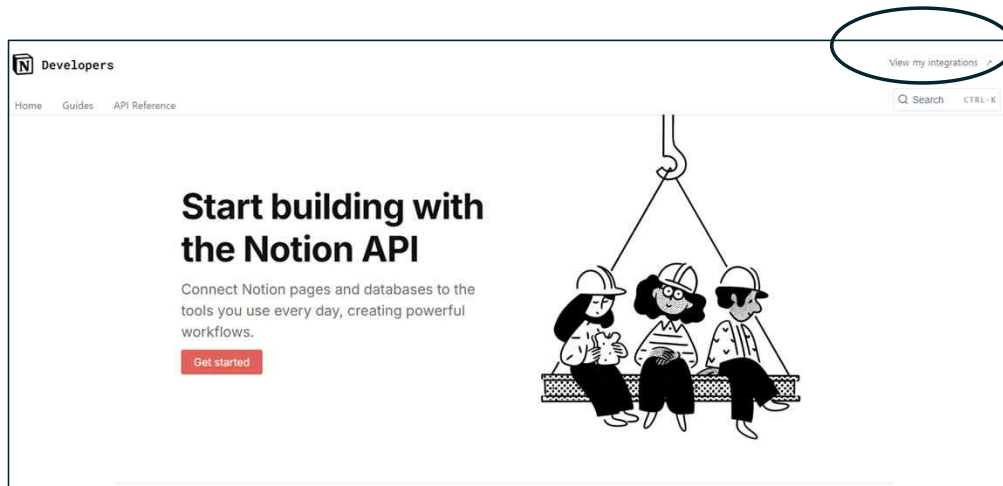 N Developers
View my integrations ↗
Home Guides API Reference
Search CTRL-K
Start building with
the Notion API
Connect Notion pages and databases to the
tools you use every day, creating powerful
workflows.
Get started